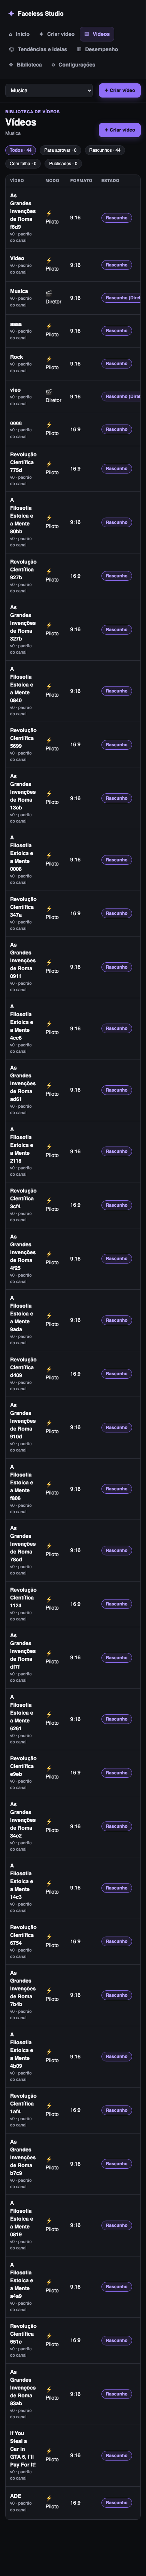 Faceless Studio
Início
Criar vídeo
Vídeos
Tendências e ideias
Desempenho
Biblioteca
Configurações
Musica
+ Criar vídeo
BIBLIOTECA DE VÍDEOS
Vídeos
Musica
+ Criar vídeo
Todos · 44
Para aprovar · 0
Rascunhos · 44
Com falha · 0
Publicados · 0
VÍDEO MODO FORMATO ESTADO
As
Grandes
Invenções
de Roma
f6d9
v0 · padrão
do canal
Piloto
9:16
Rascunho
Video
v0 · padrão
do canal
Piloto
9:16
Rascunho
Musica
v0 · padrão
do canal
Diretor
9:16
Rascunho (Diret
aaaa
v0 · padrão
do canal
Piloto
9:16
Rascunho
Rock
v0 · padrão
do canal
Piloto
9:16
Rascunho
vleo
v0 · padrão
do canal
Diretor
9:16
Rascunho (Diret
aaaa
v0 · padrão
do canal
Piloto
16:9
Rascunho
Revolução
Científica
775d
v0 · padrão
do canal
Piloto
16:9
Rascunho
A
Filosofia
Estoica e
a Mente
80bb
v0 · padrão
do canal
Piloto
9:16
Rascunho
Revolução
Científica
927b
v0 · padrão
do canal
Piloto
16:9
Rascunho
As
Grandes
Invenções
de Roma
327b
v0 · padrão
do canal
Piloto
9:16
Rascunho
A
Filosofia
Estoica e
a Mente
0840
v0 · padrão
do canal
Piloto
9:16
Rascunho
Revolução
Científica
5699
v0 · padrão
do canal
Piloto
16:9
Rascunho
As
Grandes
Invenções
de Roma
13cb
v0 · padrão
do canal
Piloto
9:16
Rascunho
A
Filosofia
Estoica e
a Mente
0008
v0 · padrão
do canal
Piloto
9:16
Rascunho
Revolução
Científica
347a
v0 · padrão
do canal
Piloto
16:9
Rascunho
As
Grandes
Invenções
de Roma
0911
v0 · padrão
do canal
Piloto
9:16
Rascunho
A
Filosofia
Estoica e
a Mente
4cc6
v0 · padrão
do canal
Piloto
9:16
Rascunho
As
Grandes
Invenções
de Roma
ad61
v0 · padrão
do canal
Piloto
9:16
Rascunho
A
Filosofia
Estoica e
a Mente
2118
v0 · padrão
do canal
Piloto
9:16
Rascunho
Revolução
Científica
3cf4
v0 · padrão
do canal
Piloto
16:9
Rascunho
As
Grandes
Invenções
de Roma
4f25
v0 · padrão
do canal
Piloto
9:16
Rascunho
A
Filosofia
Estoica e
a Mente
9ada
v0 · padrão
do canal
Piloto
9:16
Rascunho
Revolução
Científica
d409
v0 · padrão
do canal
Piloto
16:9
Rascunho
As
Grandes
Invenções
de Roma
910d
v0 · padrão
do canal
Piloto
9:16
Rascunho
A
Filosofia
Estoica e
a Mente
f806
v0 · padrão
do canal
Piloto
9:16
Rascunho
As
Grandes
Invenções
de Roma
78cd
v0 · padrão
do canal
Piloto
9:16
Rascunho
Revolução
Científica
1124
v0 · padrão
do canal
Piloto
16:9
Rascunho
As
Grandes
Invenções
de Roma
df7f
v0 · padrão
do canal
Piloto
9:16
Rascunho
A
Filosofia
Estoica e
a Mente
6261
v0 · padrão
do canal
Piloto
9:16
Rascunho
Revolução
Científica
e9eb
v0 · padrão
do canal
Piloto
16:9
Rascunho
As
Grandes
Invenções
de Roma
34c2
v0 · padrão
do canal
Piloto
9:16
Rascunho
A
Filosofia
Estoica e
a Mente
14c3
v0 · padrão
do canal
Piloto
9:16
Rascunho
Revolução
Científica
6754
v0 · padrão
do canal
Piloto
16:9
Rascunho
As
Grandes
Invenções
de Roma
7b4b
v0 · padrão
do canal
Piloto
9:16
Rascunho
A
Filosofia
Estoica e
a Mente
4b09
v0 · padrão
do canal
Piloto
9:16
Rascunho
Revolução
Científica
1af4
v0 · padrão
do canal
Piloto
16:9
Rascunho
As
Grandes
Invenções
de Roma
b7c9
v0 · padrão
do canal
Piloto
9:16
Rascunho
A
Filosofia
Estoica e
a Mente
0819
v0 · padrão
do canal
Piloto
9:16
Rascunho
A
Filosofia
Estoica e
a Mente
a4a9
v0 · padrão
do canal
Piloto
9:16
Rascunho
Revolução
Científica
651c
v0 · padrão
do canal
Piloto
16:9
Rascunho
As
Grandes
Invenções
de Roma
83ab
v0 · padrão
do canal
Piloto
9:16
Rascunho
If You
Steal a
Car in
GTA 6, I'll
Pay For It!
v0 · padrão
do canal
Piloto
9:16
Rascunho
ADE
v0 · padrão
do canal
Piloto
16:9
Rascunho